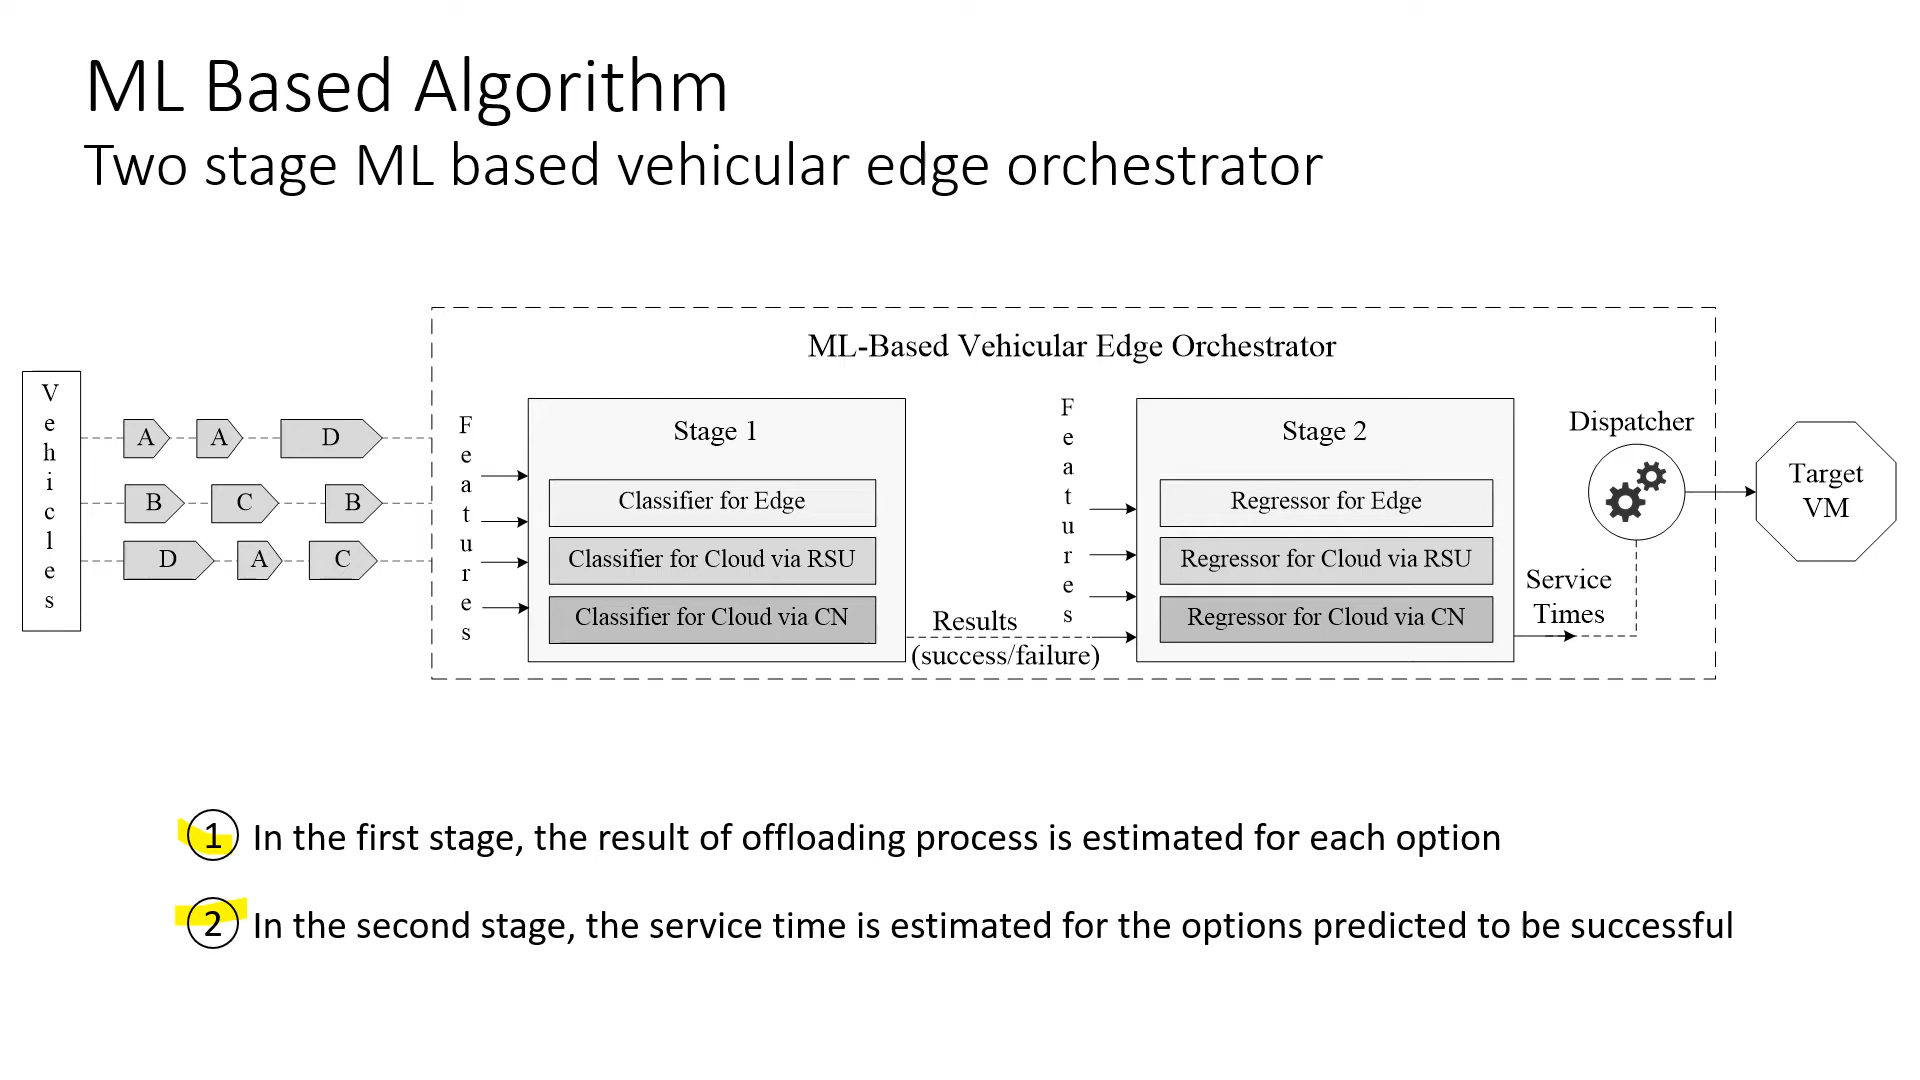 ML Based Algorithm
Two stage ML based vehicular edge orchestrator
ML-Based Vehicular Edge Orchestrator
Vehicles
A A D
B C B
D A C
Features
Stage 1
Classifier for Edge
Classifier for Cloud via RSU
Classifier for Cloud via CN
Results
(success/failure)
Features
Stage 2
Regressor for Edge
Regressor for Cloud via RSU
Regressor for Cloud via CN
Service
Times
Dispatcher
Target
VM
1 In the first stage, the result of offloading process is estimated for each option
2 In the second stage, the service time is estimated for the options predicted to be successful